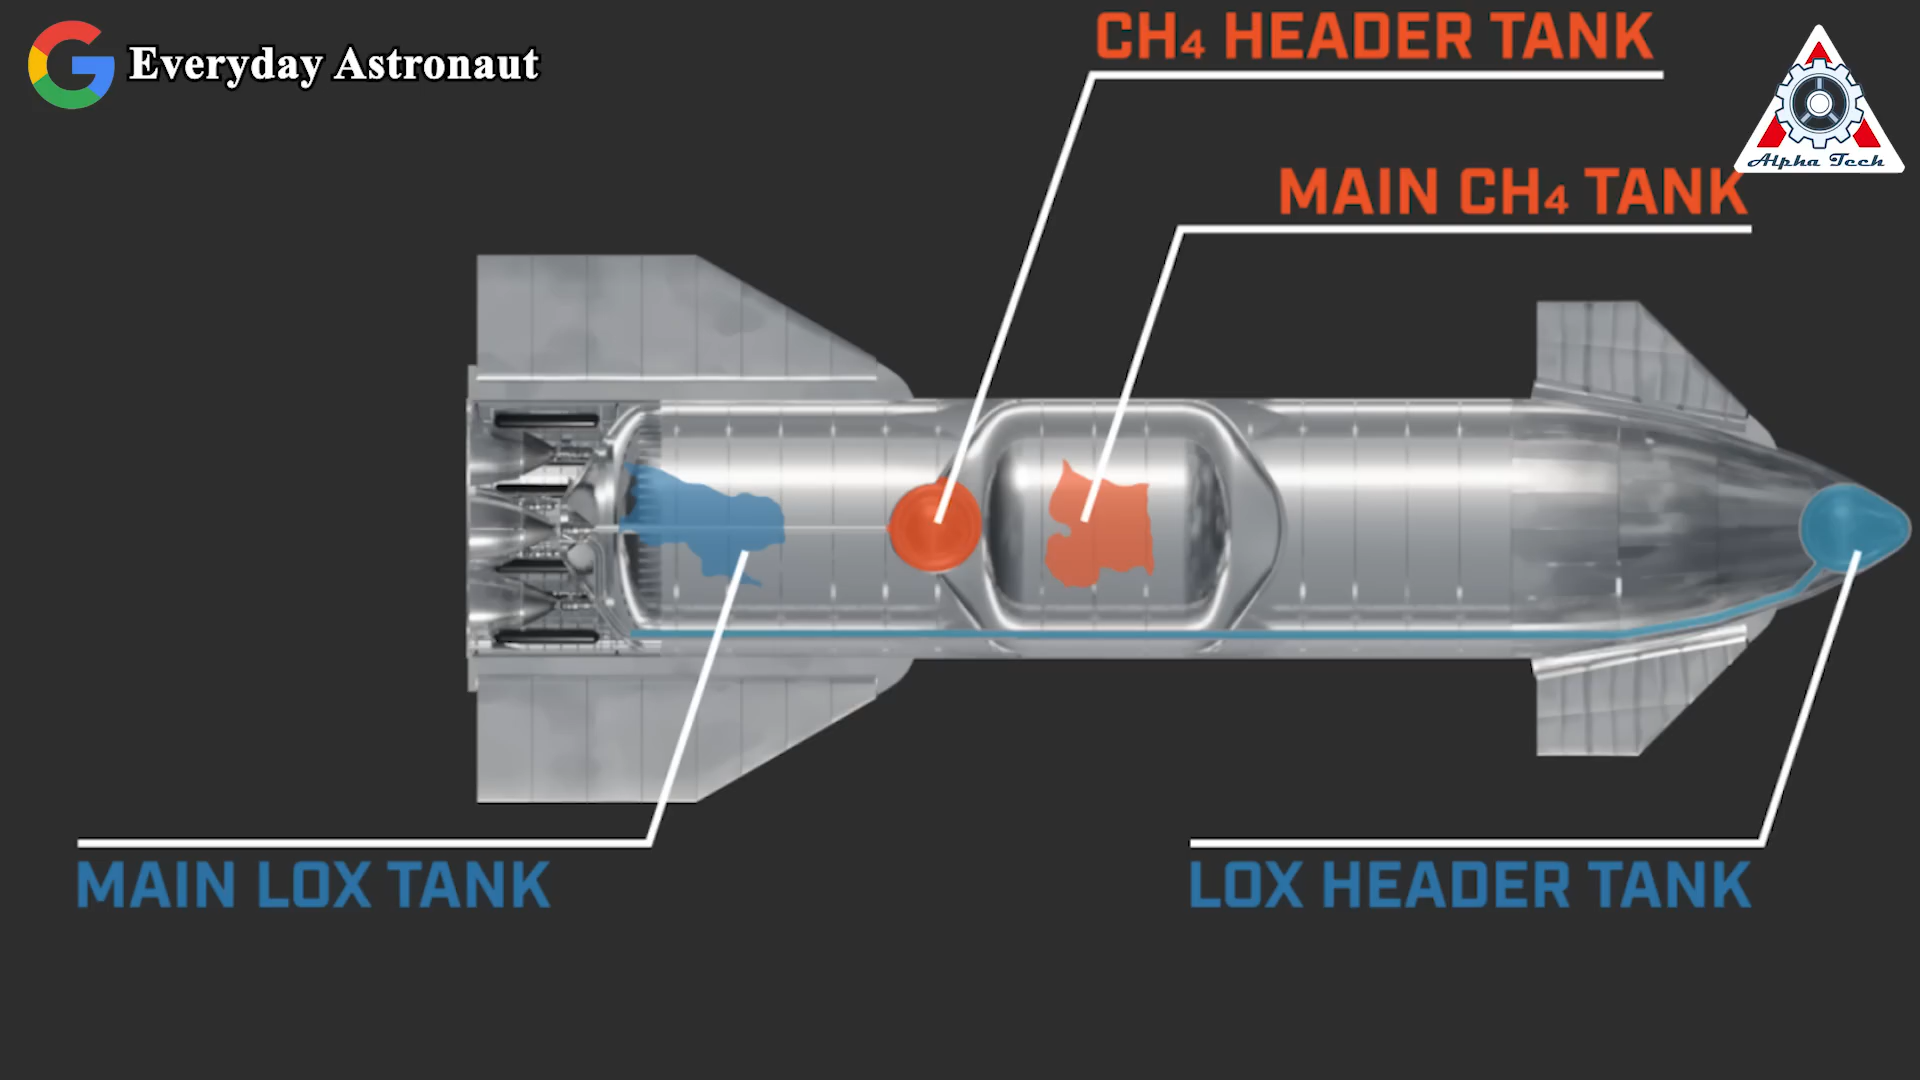 Everyday Astronaut
CH₄ HEADER TANK
Alpha Tech
MAIN CH₄ TANK
MAIN LOX TANK
LOX HEADER TANK